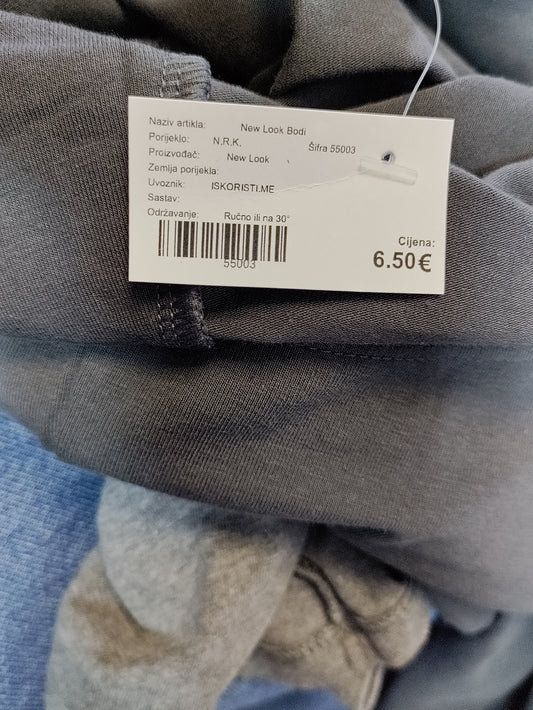 Naziv artikla: New Look Bodi
Porijeklo: N.R.K. Šifra 55003
Proizvođač: New Look
Zemlja porijekla:
Uvoznik: ISKORISTI.ME
Sastav:
Održavanje: Ručno ili na 30°
55003
Cijena:
6.50€